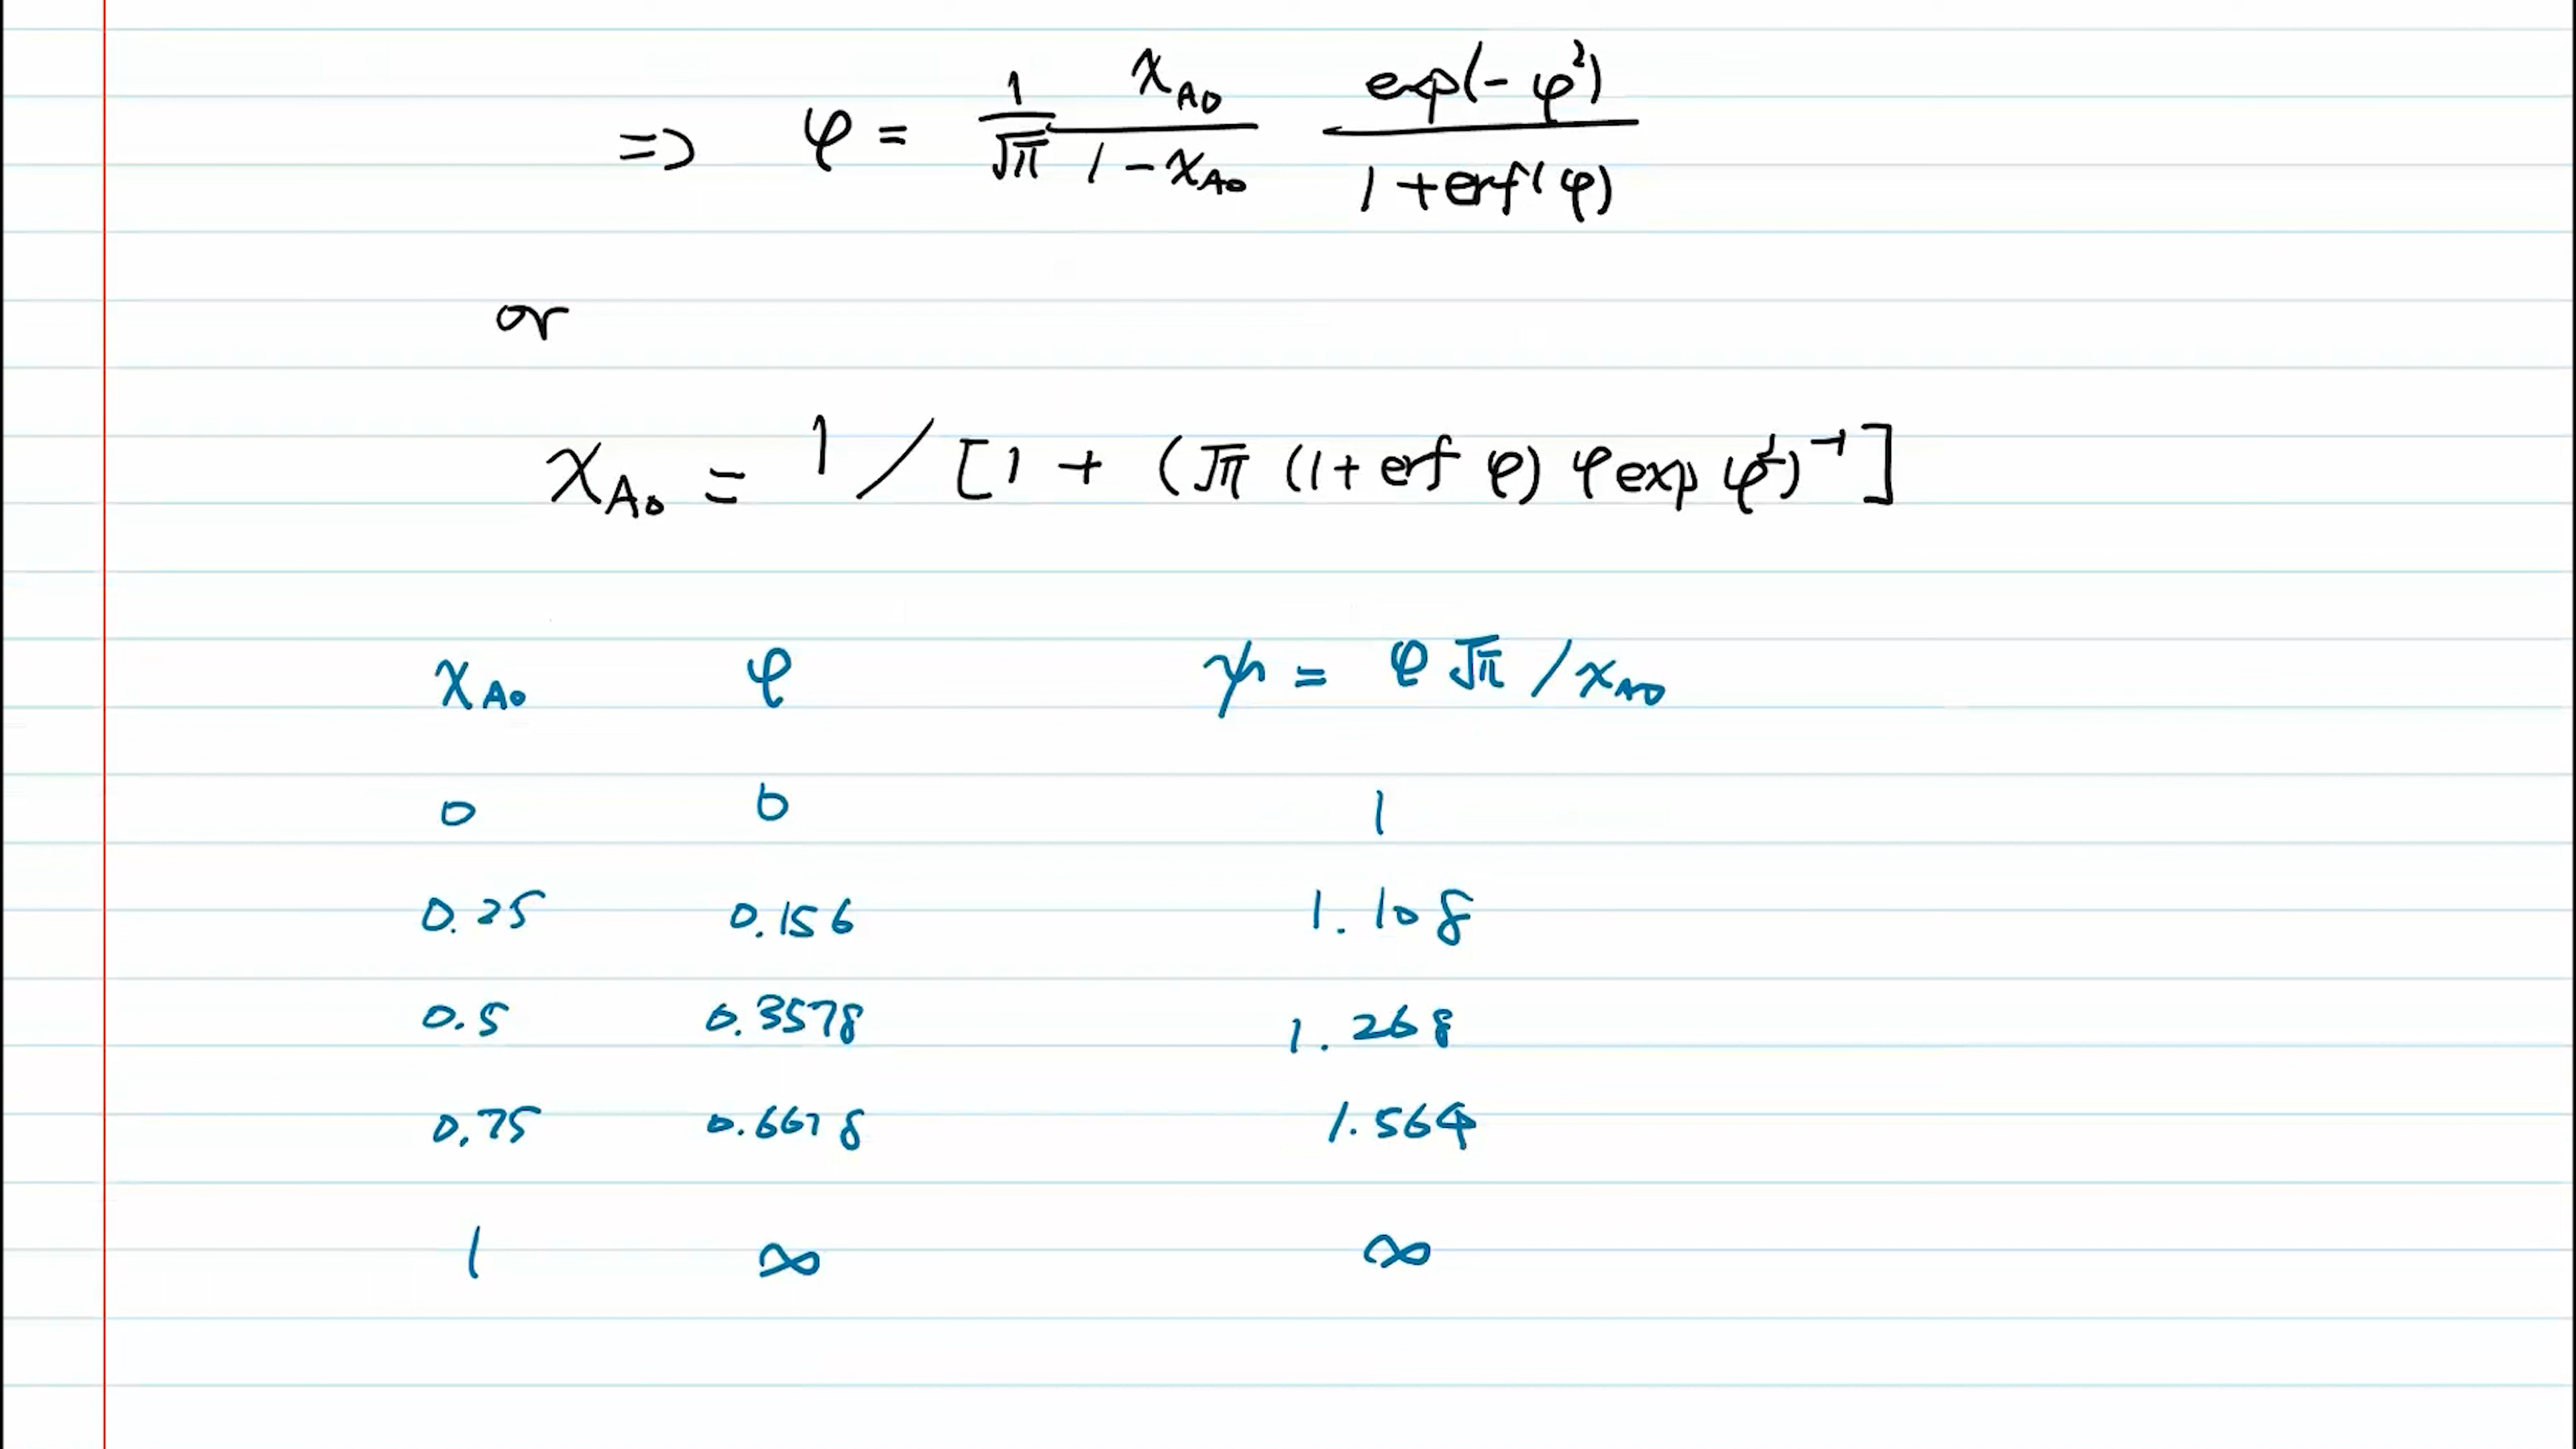 => φ = 1/√π x_A0/(1 - x_A0) exp(-φ²)/(1 + erf(φ))
or
x_A0 = 1 / [1 + (√π (1 + erf φ) φ exp φ²)⁻¹]
x_A0 φ ψ = φ √π / x_A0
0 0 1
0.25 0.156 1.108
0.5 0.3578 1.268
0.75 0.6678 1.564
1 ∞ ∞